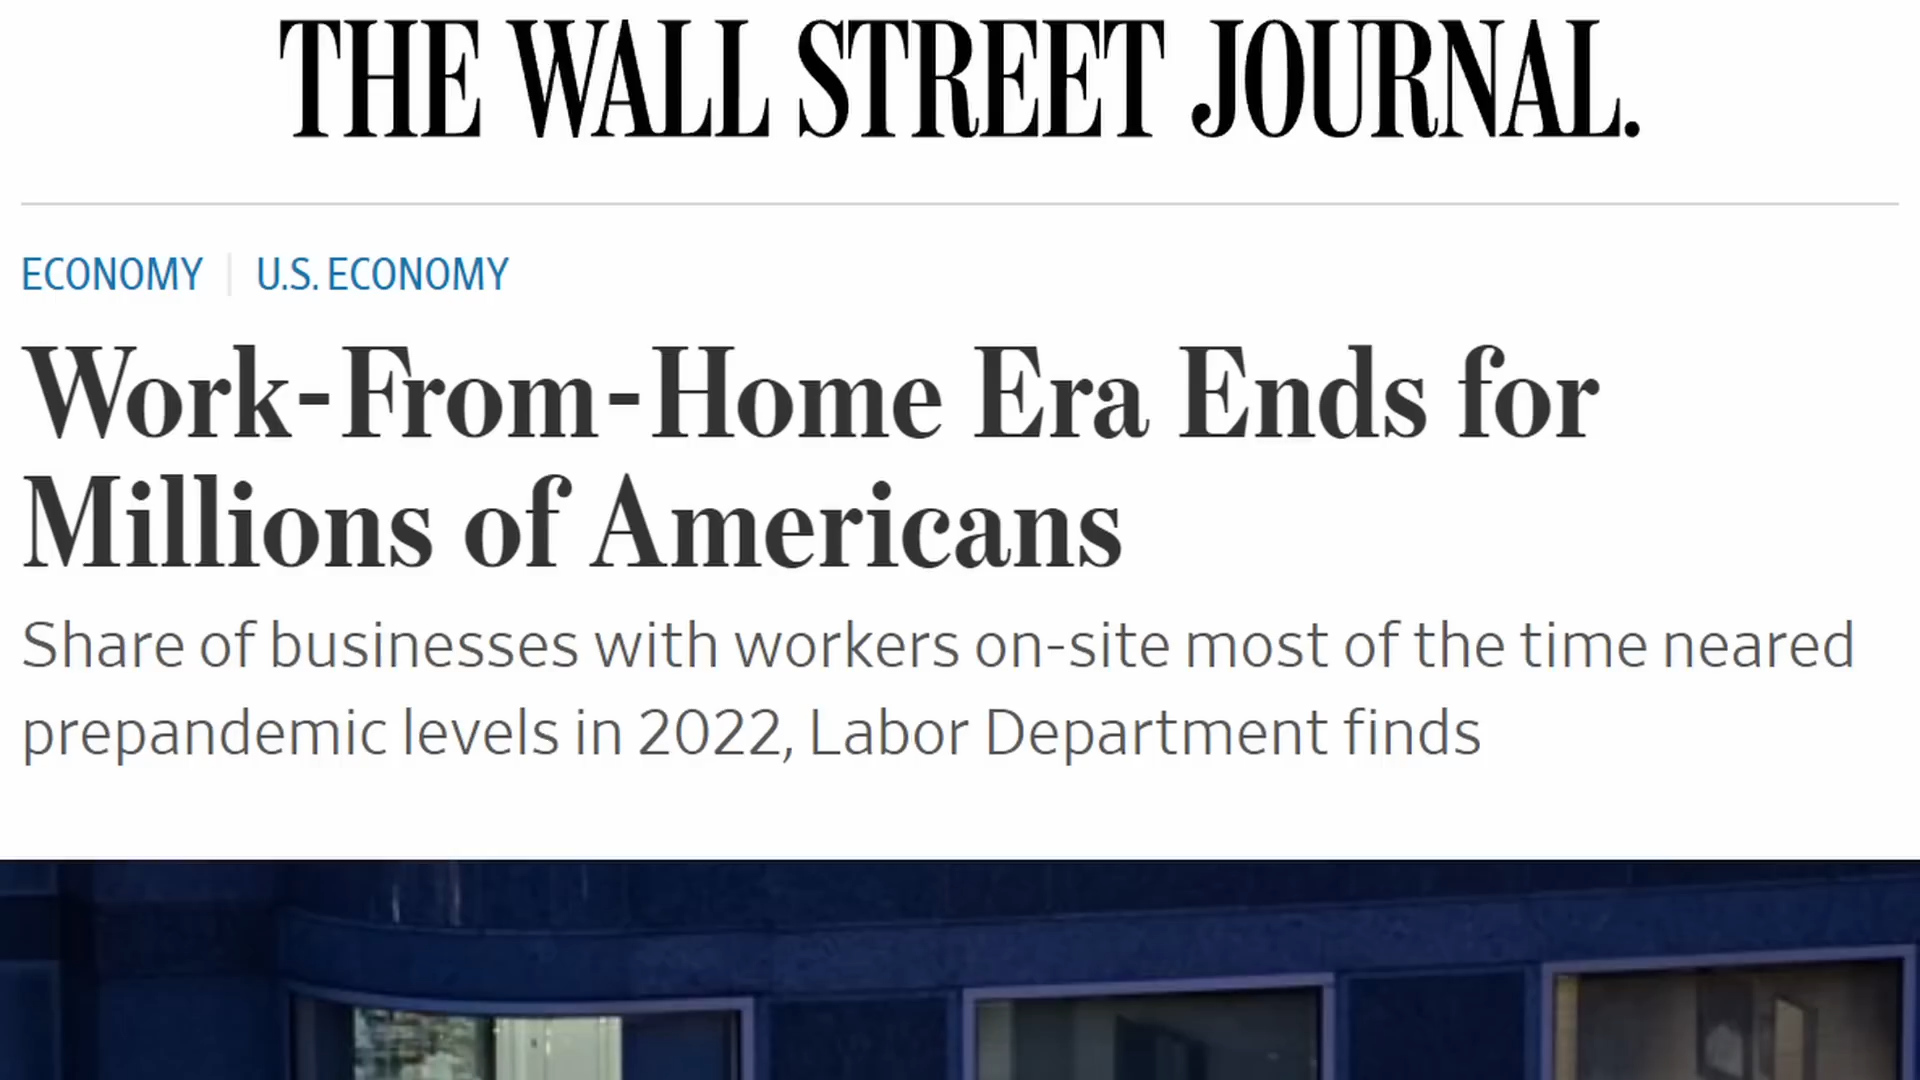 THE WALL STREET JOURNAL.
ECONOMY | U.S. ECONOMY
Work-From-Home Era Ends for
Millions of Americans
Share of businesses with workers on-site most of the time neared
prepandemic levels in 2022, Labor Department finds